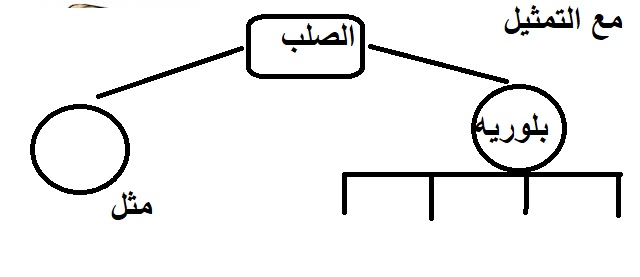 مع التمثيل
الصلب
بلوريه
مثل